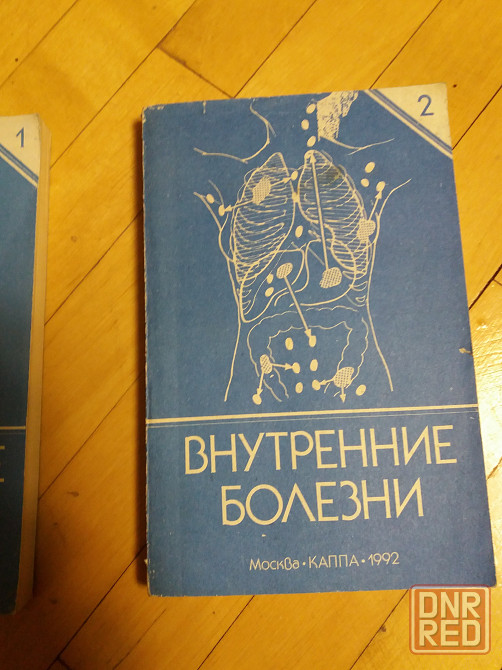 1
2
ВНУТРЕННИЕ
БОЛЕЗНИ
Москва • КАППА • 1992
DNR
RED